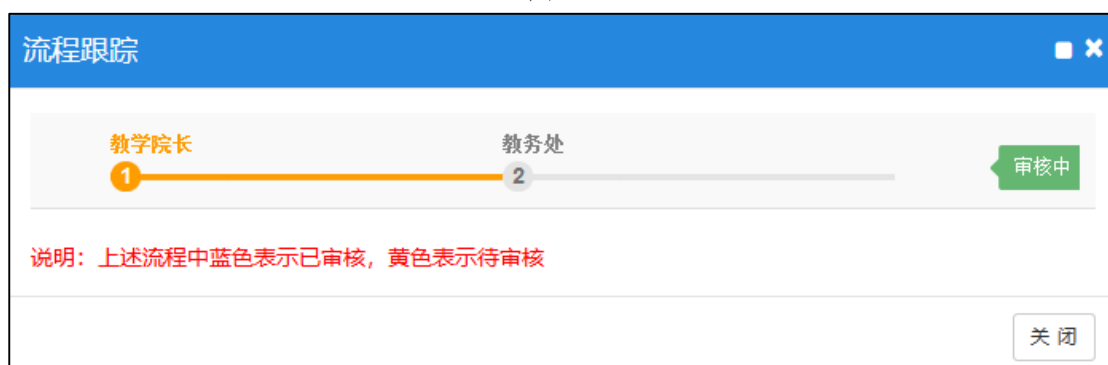 流程跟踪
教学院长
教务处
1
2
审核中
说明：上述流程中蓝色表示已审核，黄色表示待审核
关 闭